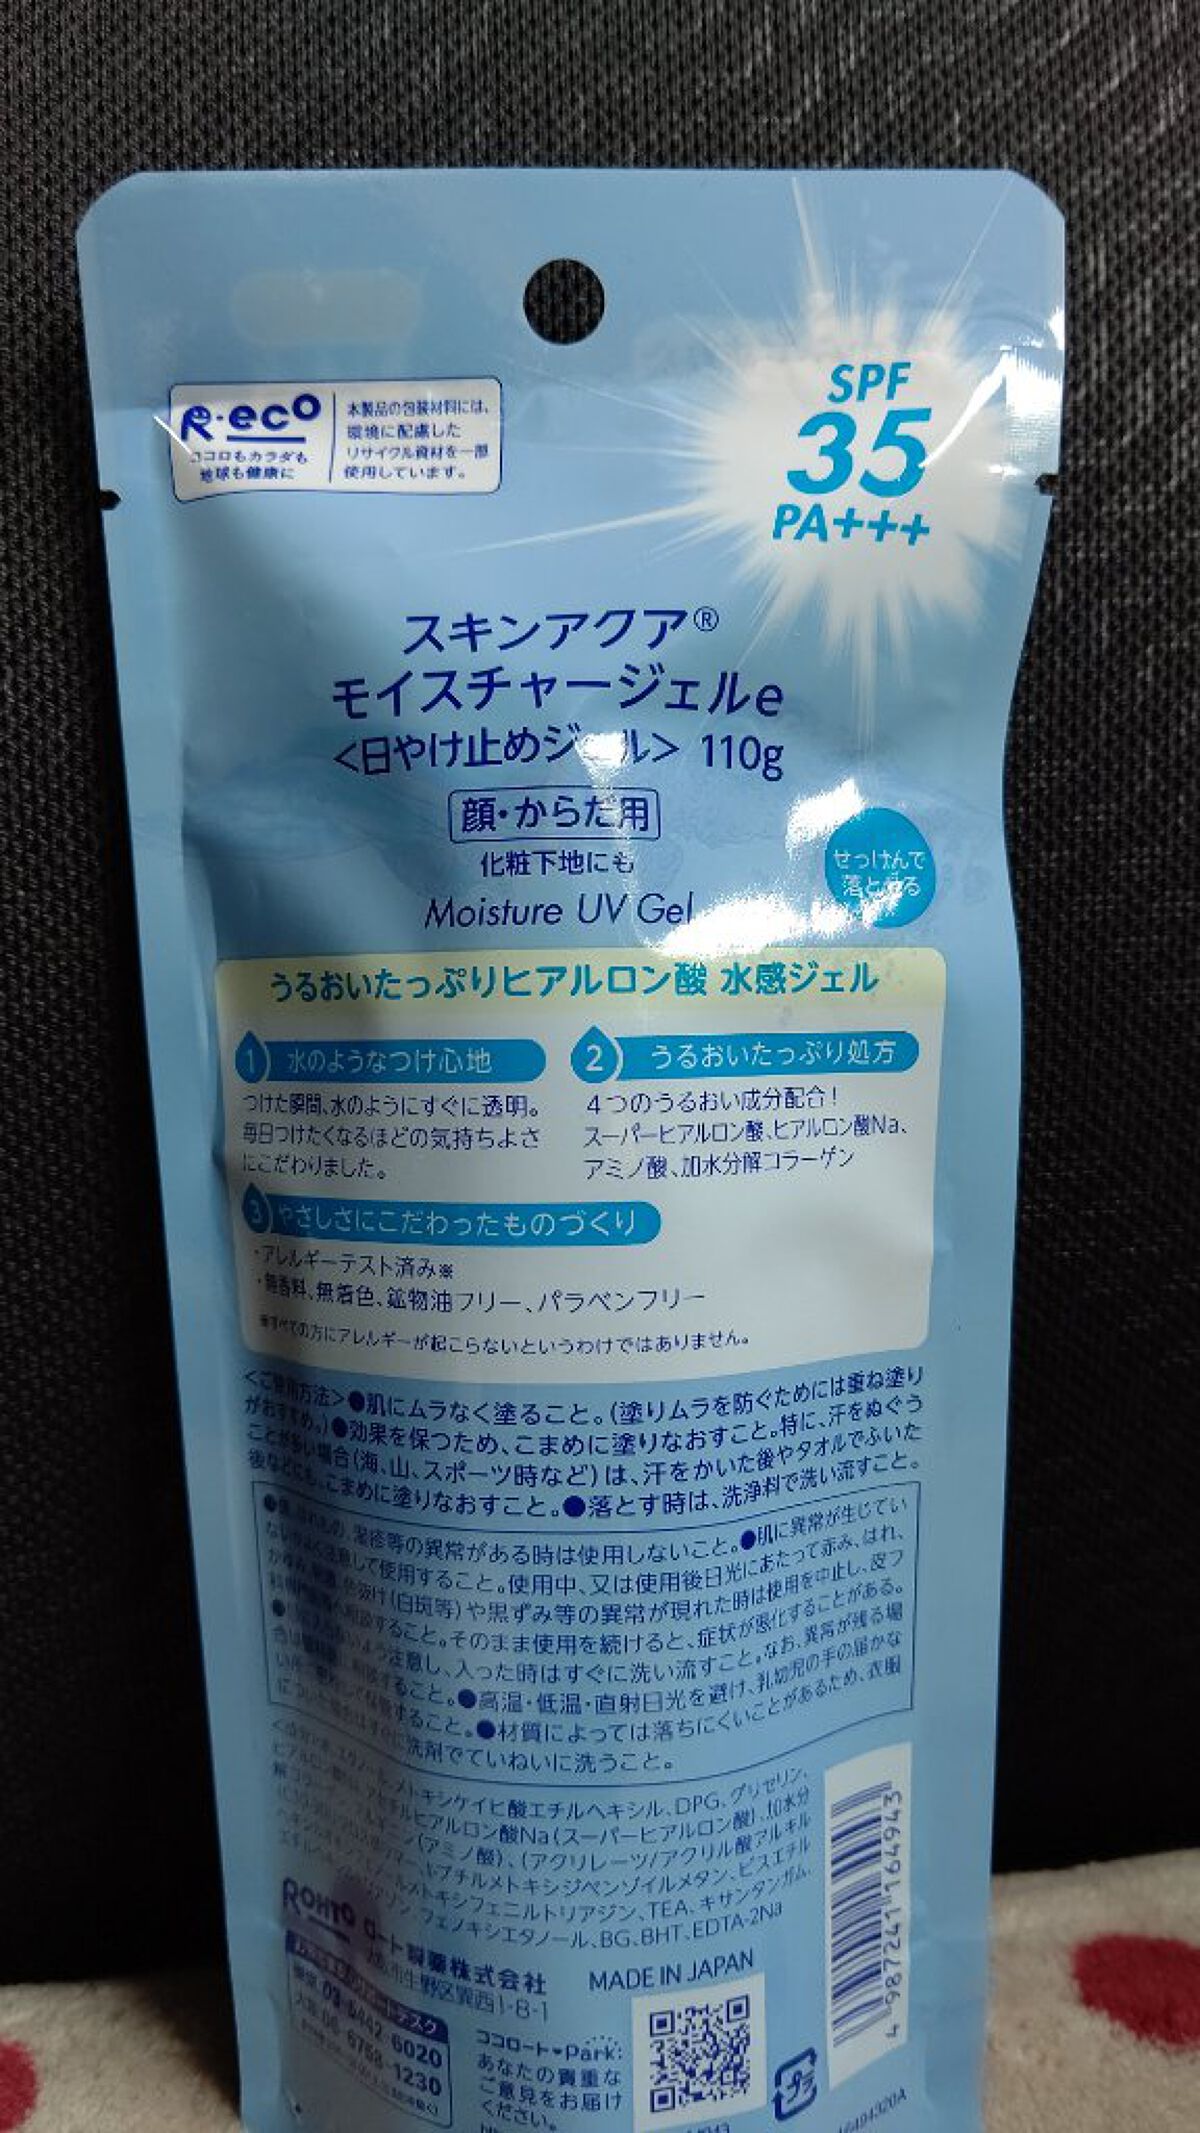 R·eco
ココロもカラダも
地球も健康に
本製品の包装材料には、
環境に配慮した
リサイクル資材を一部
使用しています。
SPF
35
PA+++
スキンアクア®
モイスチャージェルe
<日やけ止めジェル> 110g
顔・からだ用
化粧下地にも
Moisture UV Gel
せっけんで
落とせる
うるおいたっぷりヒアルロン酸 水感ジェル
1 水のようなつけ心地
つけた瞬間、水のようにすぐに透明。
毎日つけたくなるほどの気持ちよさ
にこだわりました。
2 うるおいたっぷり処方
4つのうるおい成分配合!
スーパーヒアルロン酸、ヒアルロン酸Na、
アミノ酸、加水分解コラーゲン
3 やさしさにこだわったものづくり
・アレルギーテスト済み※
・無香料、無着色、鉱物油フリー、パラベンフリー
※すべての方にアレルギーが起こらないというわけではありません。
<ご使用方法>●肌にムラなく塗ること。(塗りムラを防ぐためには重ね塗り
がおすすめ。)●効果を保つため、こまめに塗りなおすこと。特に、汗をぬぐう
ことが多い場合(海、山、スポーツ時など)は、汗をかいた後やタオルでふいた
後などにも、こまめに塗りなおすこと。●落とす時は、洗浄料で洗い流すこと。
湿疹等の異常がある時は使用しないこと。●肌に異常が生じてい
ないかよく注意して使用すること。使用中、又は使用後日光にあたって赤み、はれ、
色抜け(白斑等)や黒ずみ等の異常が現れた時は使用を中止し、皮フ
相談すること。そのまま使用を続けると、症状が悪化することがある。
注意し、入った時はすぐに洗い流すこと。なお、異常が残る場
すること。●高温・低温・直射日光を避け、乳幼児の手の届かな
すること。●材質によっては落ちにくいことがあるため、衣服
洗剤でていねいに洗うこと。
メトキシケイヒ酸エチルヘキシル、DPG、グリセリン、
ヒアルロン酸Na(スーパーヒアルロン酸)、加水分
(アミノ酸)、(アクリレーツ/アクリル酸アルキル
ブチルメトキシジベンゾイルメタン、ビスエチル
メトキシフェニルトリアジン、TEA、キサンタンガム、
フェノキシエタノール、BG、BHT、EDTA-2Na
ROHTO ロート製薬株式会社
大阪市生野区巽西1-8-1
MADE IN JAPAN
6020
1230
ココロート♥Park:
あなたの貴重な
ご意見をお届け
ください。
プラ
4 987241 164943